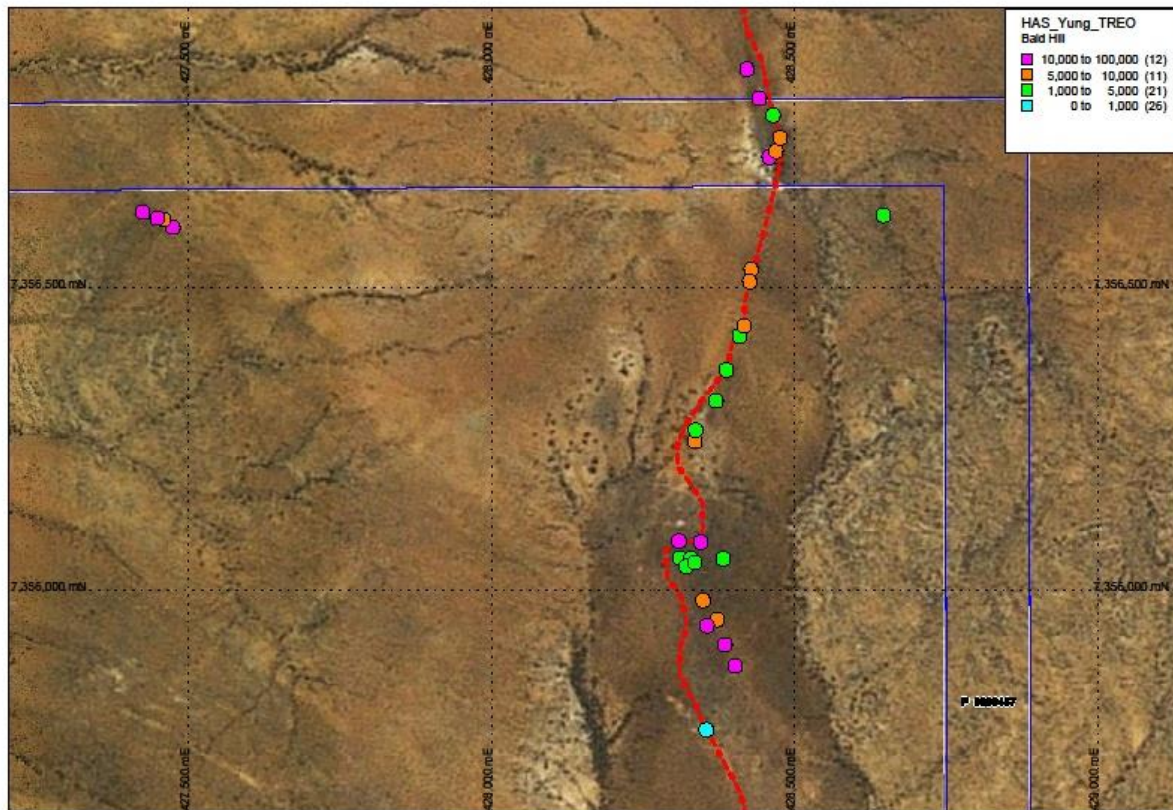 HAS_Yung_TREO
Bald Hill
10,000 to 100,000 (12)
5,000 to 10,000 (11)
1,000 to 5,000 (21)
0 to 1,000 (26)
427,500 mE
428,000 mE
428,500 mE
7,356,500 mN
7,356,500 mN
7,356,000 mN
7,356,000 mN
427,500 mE
428,000 mE
428,500 mE
429,000 mE